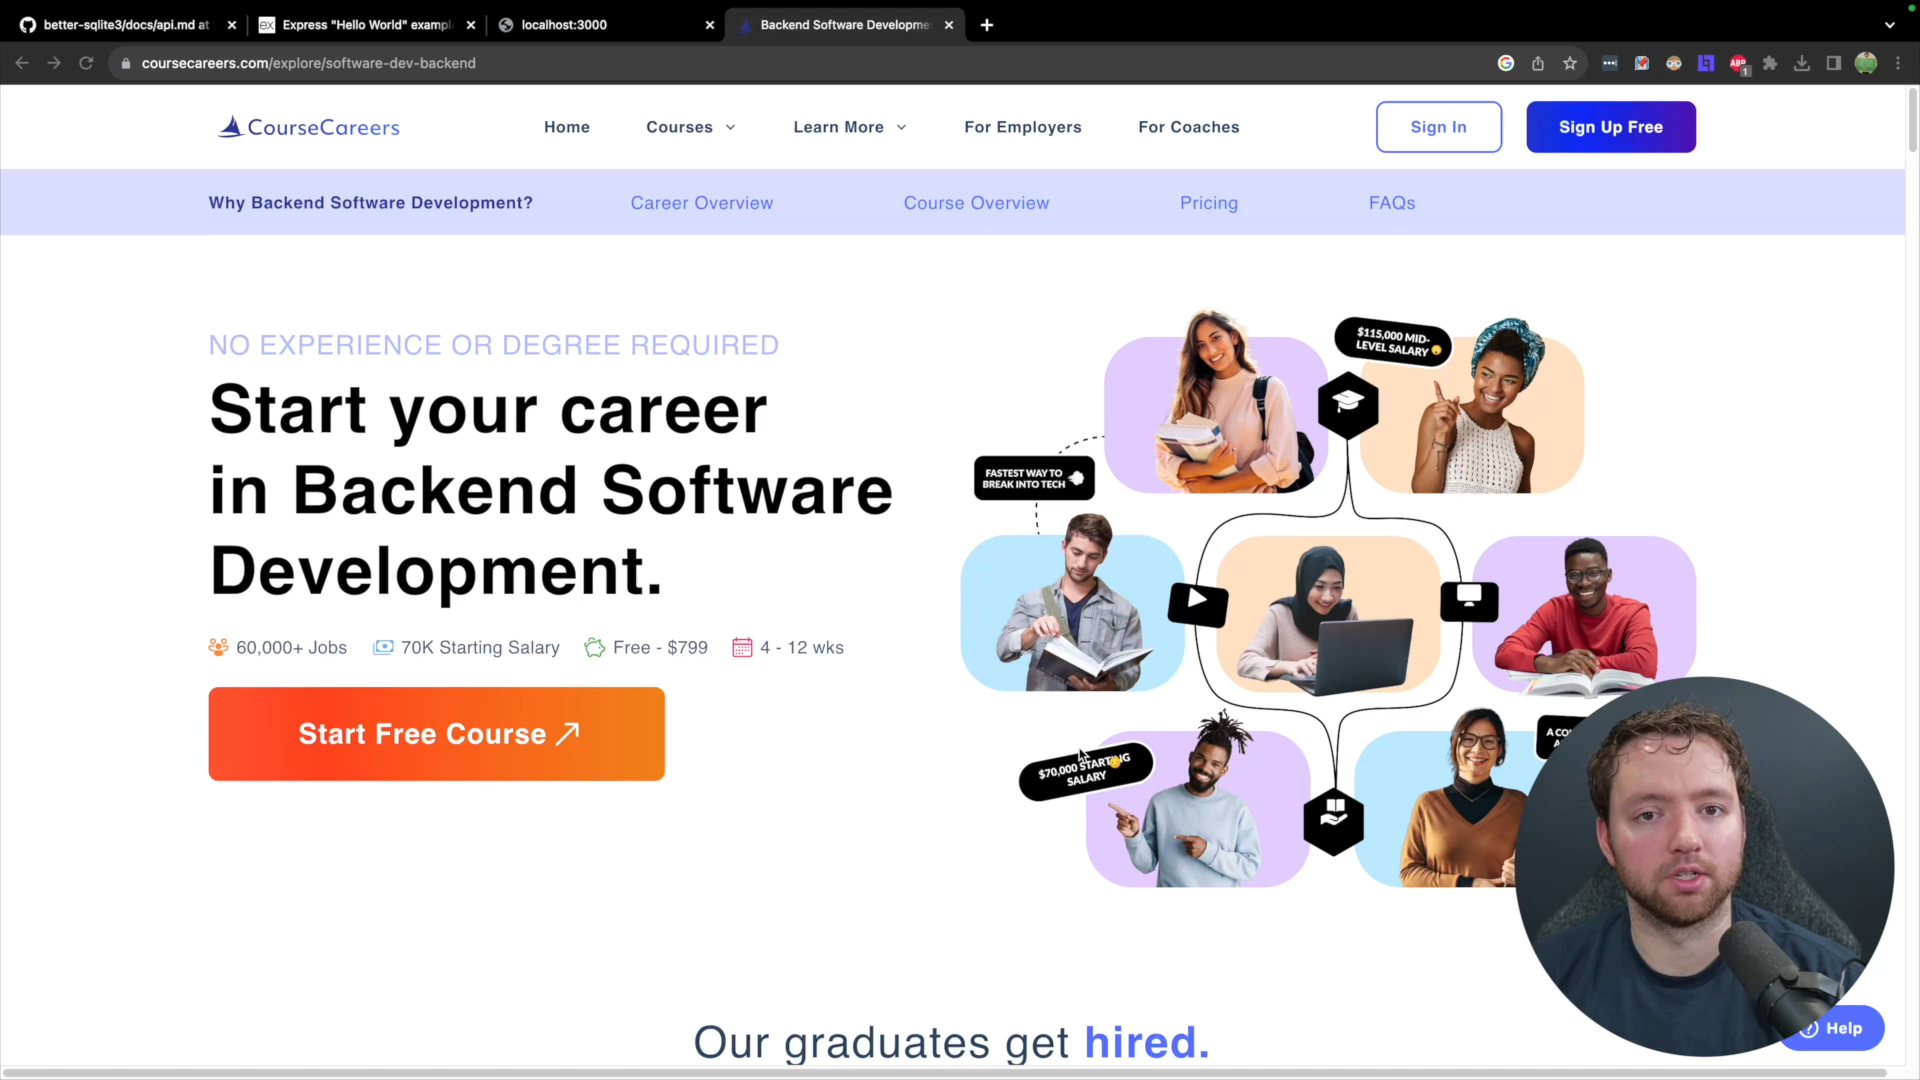 better-sqlite3/docs/api.md at
Express "Hello World" exampl
localhost:3000
Backend Software Developme
coursecareers.com/explore/software-dev-backend
ABP
1
CourseCareers
Home
Courses
Learn More
For Employers
For Coaches
Sign In
Sign Up Free
Why Backend Software Development?
Career Overview
Course Overview
Pricing
FAQs
NO EXPERIENCE OR DEGREE REQUIRED
Start your career
in Backend Software
Development.
60,000+ Jobs
70K Starting Salary
Free - $799
4 - 12 wks
Start Free Course
$115,000 MID-
LEVEL SALARY
FASTEST WAY TO
BREAK INTO TECH
$70,000 STARTING
SALARY
Our graduates get hired.
Help